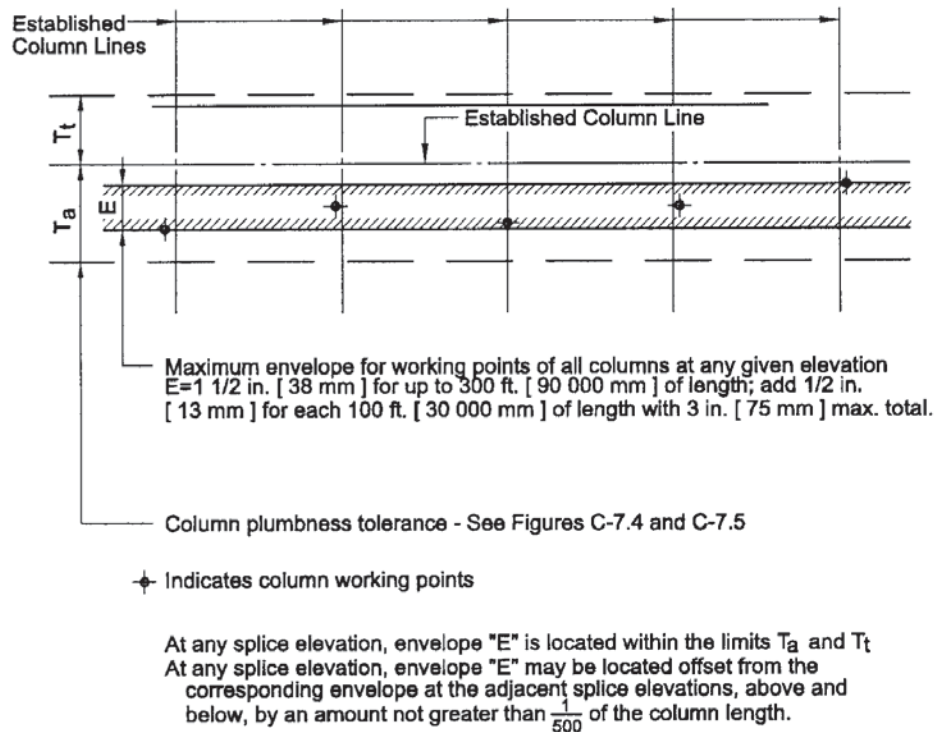 Established
Column Lines
Tt
Established Column Line
E
Ta
Maximum envelope for working points of all columns at any given elevation
E=1 1/2 in. [ 38 mm ] for up to 300 ft. [ 90 000 mm ] of length; add 1/2 in.
[ 13 mm ] for each 100 ft. [ 30 000 mm ] of length with 3 in. [ 75 mm ] max. total.
Column plumbness tolerance - See Figures C-7.4 and C-7.5
Indicates column working points
At any splice elevation, envelope "E" is located within the limits Ta and Tt
At any splice elevation, envelope "E" may be located offset from the
corresponding envelope at the adjacent splice elevations, above and
below, by an amount not greater than 1/500 of the column length.